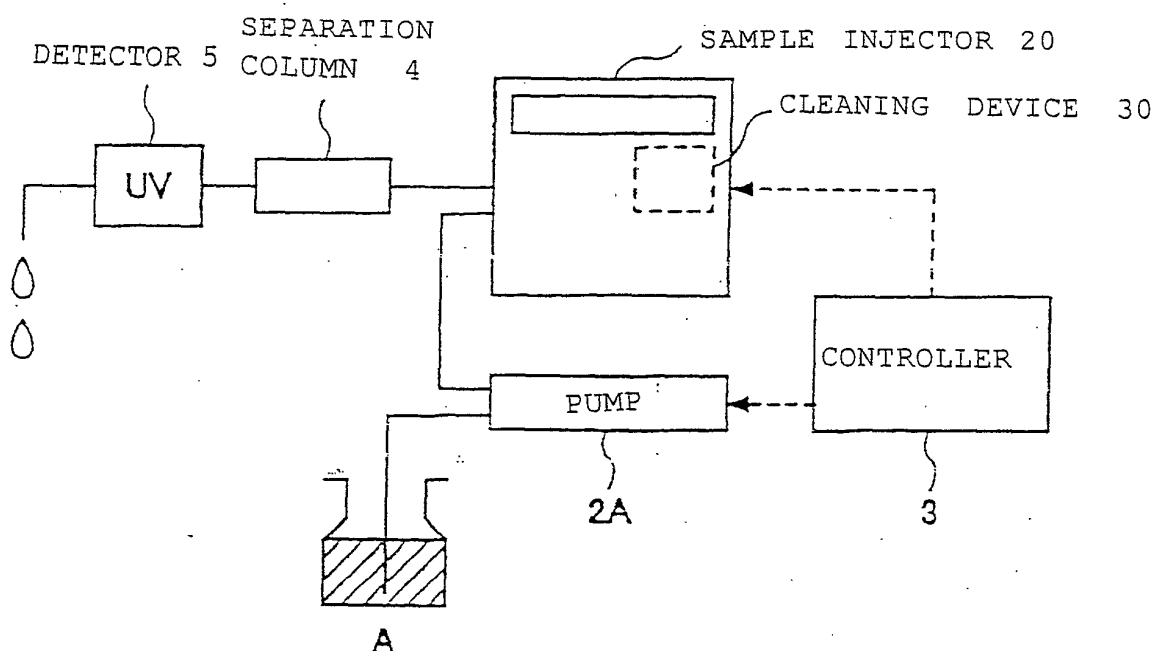 DETECTOR 5
SEPARATION
COLUMN 4
SAMPLE INJECTOR 20
CLEANING DEVICE 30
UV
CONTROLLER
PUMP
2A
3
A